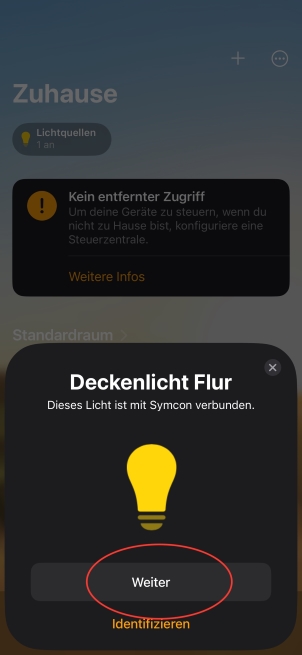 Zuhause
Lichtquellen
1 an
Kein entfernter Zugriff
Um deine Geräte zu steuern, wenn du
nicht zu Hause bist, konfiguriere eine
Steuerzentrale.
Weitere Infos
Standardraum
Deckenlicht Flur
Dieses Licht ist mit Symcon verbunden.
Weiter
Identifizieren